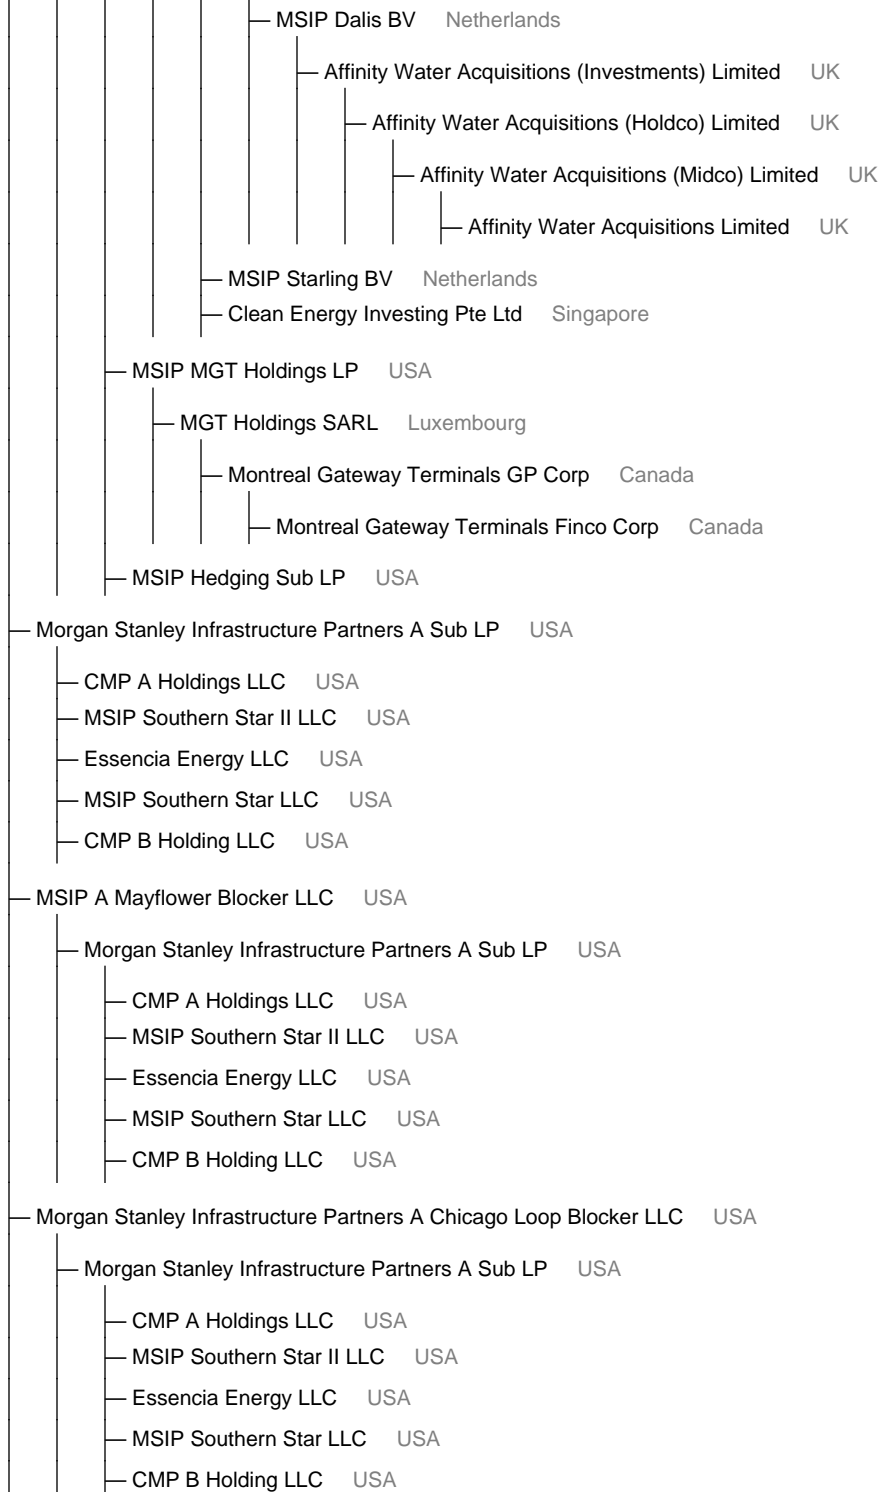 MSIP Dalis BV Netherlands
Affinity Water Acquisitions (Investments) Limited UK
Affinity Water Acquisitions (Holdco) Limited UK
Affinity Water Acquisitions (Midco) Limited UK
Affinity Water Acquisitions Limited UK
MSIP Starling BV Netherlands
Clean Energy Investing Pte Ltd Singapore
MSIP MGT Holdings LP USA
MGT Holdings SARL Luxembourg
Montreal Gateway Terminals GP Corp Canada
Montreal Gateway Terminals Finco Corp Canada
MSIP Hedging Sub LP USA
Morgan Stanley Infrastructure Partners A Sub LP USA
CMP A Holdings LLC USA
MSIP Southern Star II LLC USA
Essencia Energy LLC USA
MSIP Southern Star LLC USA
CMP B Holding LLC USA
MSIP A Mayflower Blocker LLC USA
Morgan Stanley Infrastructure Partners A Sub LP USA
CMP A Holdings LLC USA
MSIP Southern Star II LLC USA
Essencia Energy LLC USA
MSIP Southern Star LLC USA
CMP B Holding LLC USA
Morgan Stanley Infrastructure Partners A Chicago Loop Blocker LLC USA
Morgan Stanley Infrastructure Partners A Sub LP USA
CMP A Holdings LLC USA
MSIP Southern Star II LLC USA
Essencia Energy LLC USA
MSIP Southern Star LLC USA
CMP B Holding LLC USA